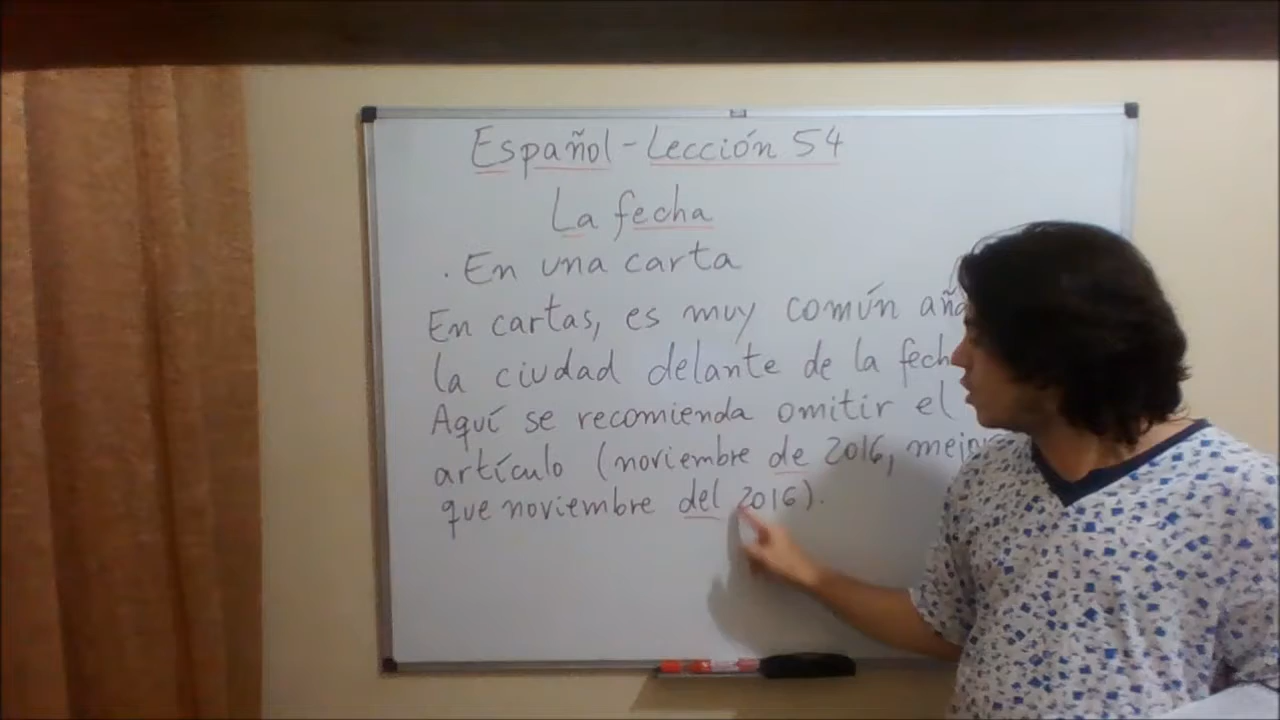 Español - Lección 54
La fecha
. En una carta
En cartas, es muy común
la ciudad delante de la
Aquí se recomienda omitir el
artículo (noviembre de 2016,
que noviembre del 2016).